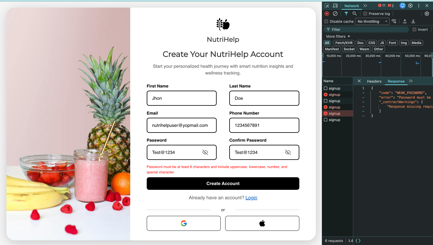 NutriHelp
Create Your NutriHelp Account
Start your personalized health journey with smart nutrition insights and
wellness tracking.
First Name
Last Name
Jhon
Doe
Email
Phone Number
nutrihelpuser@yopmail.com
1234567891
Password
Confirm Password
Test@1234
Test@1234
Password must be at least 8 characters and include uppercase, lowercase, number, and
special character.
Create Account
Already have an account? Login
or
Network
Preserve log
Disable cache
No throttling
Filter
Invert
More filters
All
Fetch/XHR
Doc
CSS
JS
Font
Img
Media
Manifest
Socket
Wasm
Other
Name
Headers
Response
signup
signup
signup
signup
signup
signup
1
{
"code": "WEAK_PASSWORD",
"error": "Password must be
"_contractWarnings": {
"Response missing requir
}
6 requests